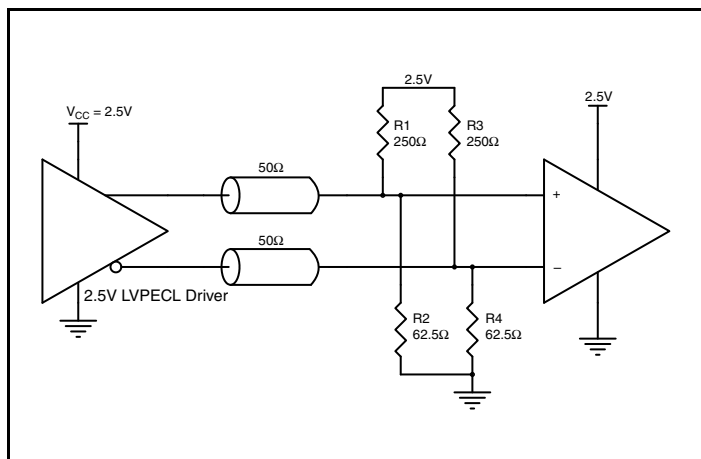 2.5V
V_CC = 2.5V
2.5V
R1
250Ω
R3
250Ω
50Ω
+
50Ω
–
2.5V LVPECL Driver
R2
62.5Ω
R4
62.5Ω